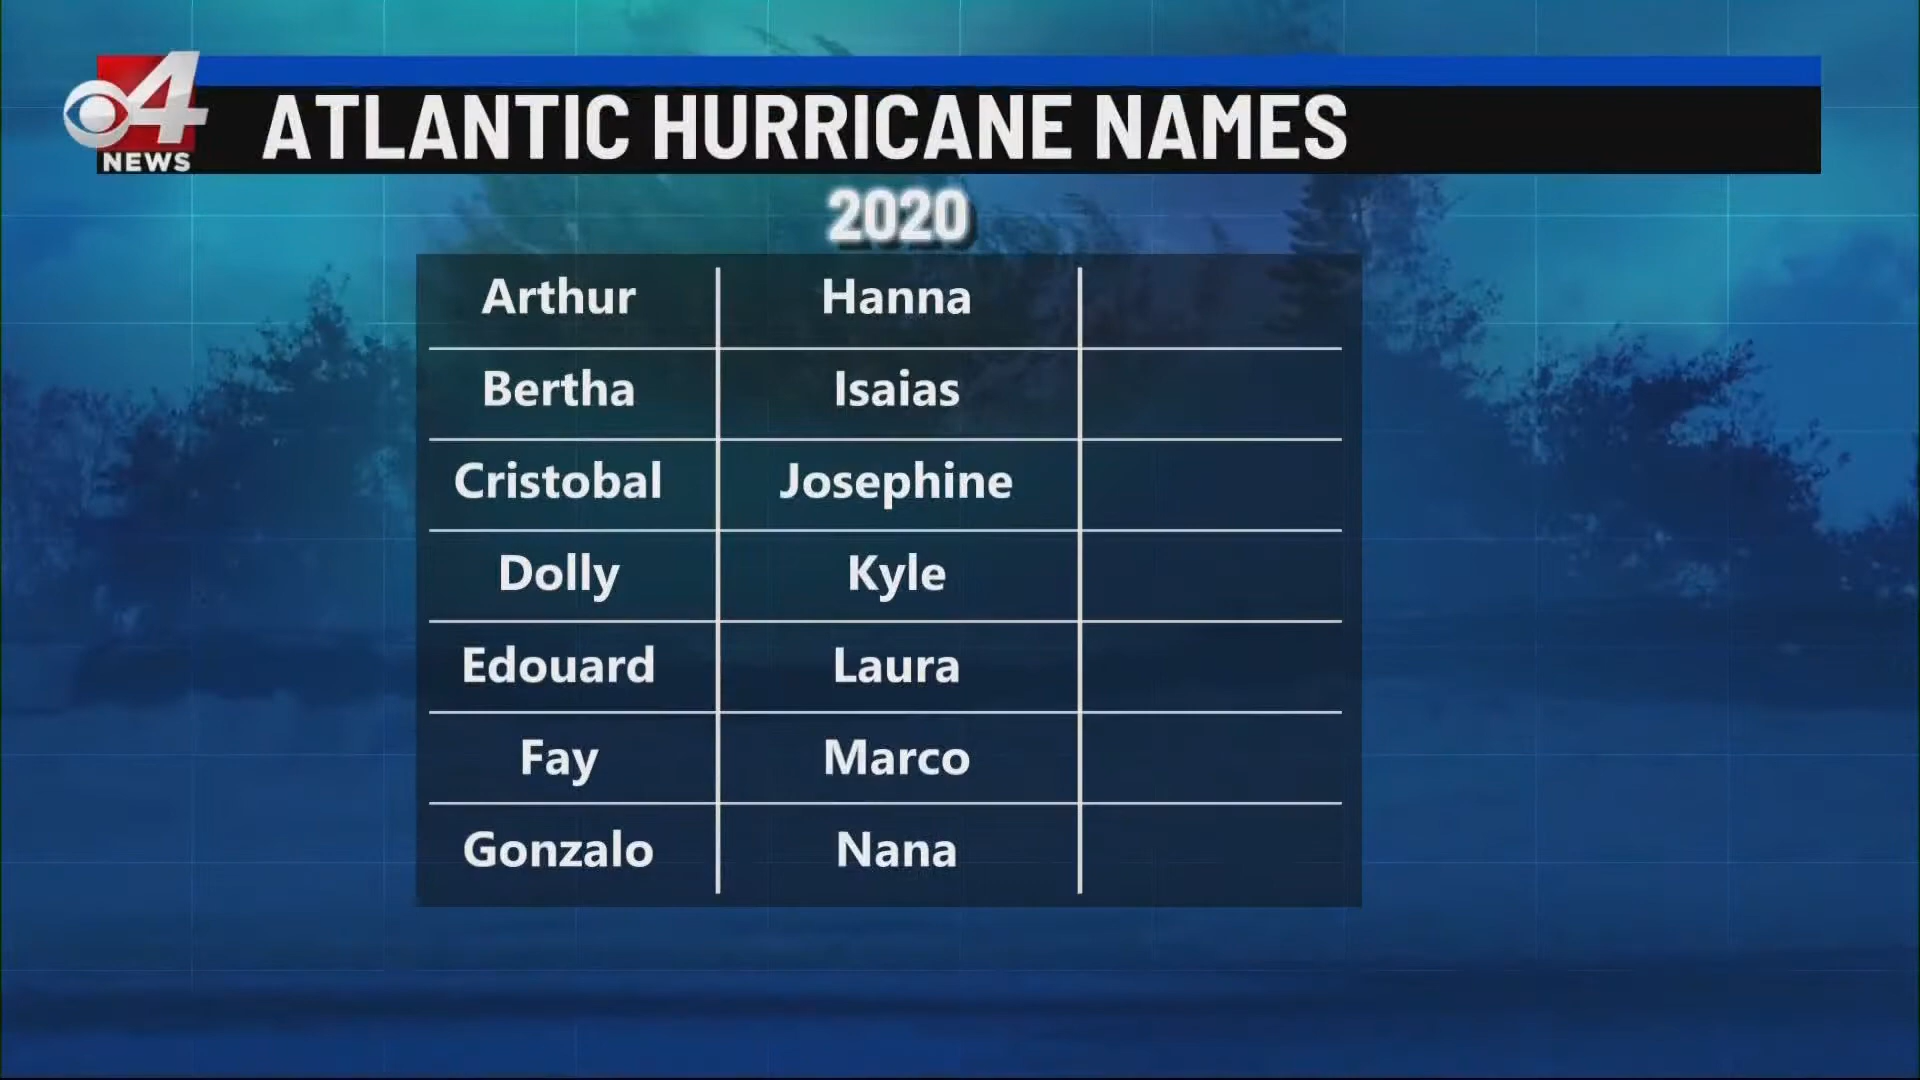 4
NEWS
ATLANTIC HURRICANE NAMES
2020
Arthur Hanna
Bertha Isaias
Cristobal Josephine
Dolly Kyle
Edouard Laura
Fay Marco
Gonzalo Nana